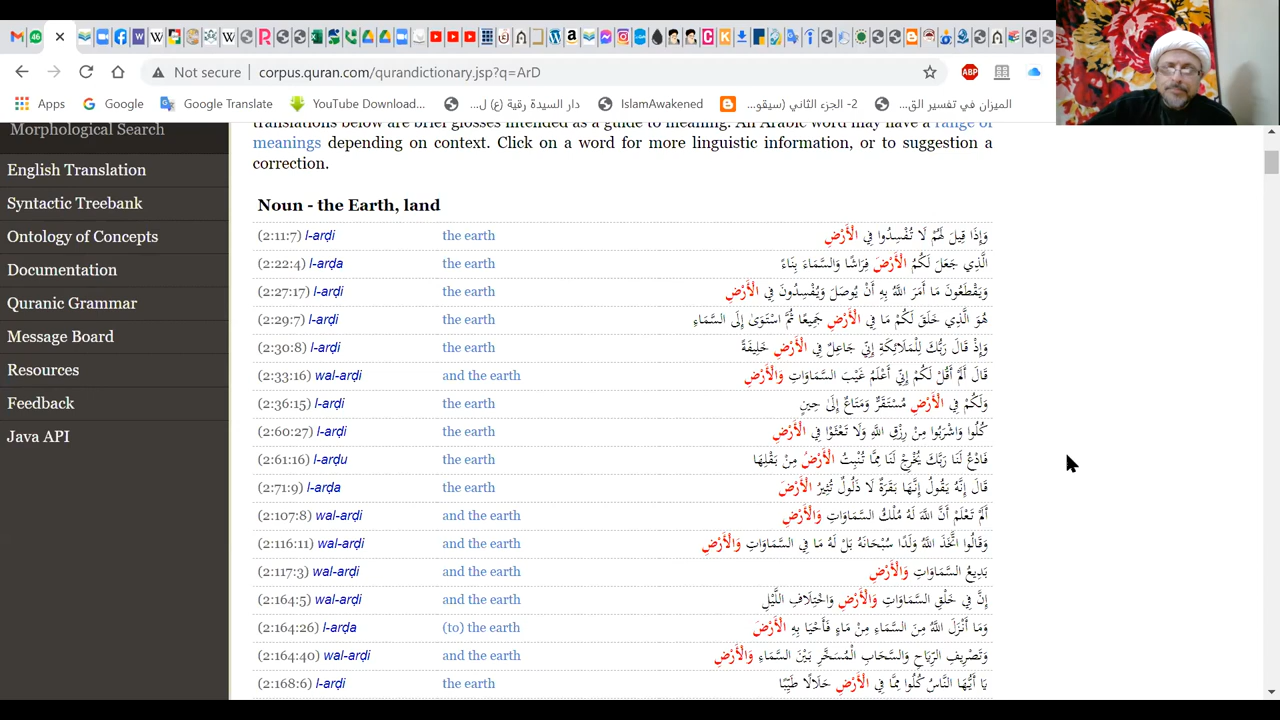 Not secure
corpus.quran.com/qurandictionary.jsp?q=ArD
ABP
Apps
Google
Google Translate
YouTube Download...
دار السيدة رقية (ع) ل...
IslamAwakened
2- الجزء الثاني (سيقو...
الميزان في تفسير الق...
Morphological Search
English Translation
Syntactic Treebank
Ontology of Concepts
Documentation
Quranic Grammar
Message Board
Resources
Feedback
Java API
translations below are brief glosses intended as a guide to meaning. An Arabic word may have a range of
meanings depending on context. Click on a word for more linguistic information, or to suggestion a
correction.
Noun - the Earth, land
(2:11:7) l-arḍi the earth وَإِذَا قِيلَ لَهُمْ لَا تُفْسِدُوا فِي الْأَرْضِ
(2:22:4) l-arḍa the earth الَّذِي جَعَلَ لَكُمُ الْأَرْضَ فِرَاشًا وَالسَّمَاءَ بِنَاءً
(2:27:17) l-arḍi the earth وَيَقْطَعُونَ مَا أَمَرَ اللَّهُ بِهِ أَنْ يُوصَلَ وَيُفْسِدُونَ فِي الْأَرْضِ
(2:29:7) l-arḍi the earth هُوَ الَّذِي خَلَقَ لَكُمْ مَا فِي الْأَرْضِ جَمِيعًا ثُمَّ اسْتَوَىٰ إِلَى السَّمَاءِ
(2:30:8) l-arḍi the earth وَإِذْ قَالَ رَبُّكَ لِلْمَلَائِكَةِ إِنِّي جَاعِلٌ فِي الْأَرْضِ خَلِيفَةً
(2:33:16) wal-arḍi and the earth قَالَ أَلَمْ أَقُلْ لَكُمْ إِنِّي أَعْلَمُ غَيْبَ السَّمَاوَاتِ وَالْأَرْضِ
(2:36:15) l-arḍi the earth وَلَكُمْ فِي الْأَرْضِ مُسْتَقَرٌّ وَمَتَاعٌ إِلَىٰ حِينٍ
(2:60:27) l-arḍi the earth كُلُوا وَاشْرَبُوا مِنْ رِزْقِ اللَّهِ وَلَا تَعْثَوْا فِي الْأَرْضِ
(2:61:16) l-arḍu the earth فَادْعُ لَنَا رَبَّكَ يُخْرِجْ لَنَا مِمَّا تُنْبِتُ الْأَرْضُ مِنْ بَقْلِهَا
(2:71:9) l-arḍa the earth قَالَ إِنَّهُ يَقُولُ إِنَّهَا بَقَرَةٌ لَا ذَلُولٌ تُثِيرُ الْأَرْضَ
(2:107:8) wal-arḍi and the earth أَلَمْ تَعْلَمْ أَنَّ اللَّهَ لَهُ مُلْكُ السَّمَاوَاتِ وَالْأَرْضِ
(2:116:11) wal-arḍi and the earth وَقَالُوا اتَّخَذَ اللَّهُ وَلَدًا سُبْحَانَهُ بَلْ لَهُ مَا فِي السَّمَاوَاتِ وَالْأَرْضِ
(2:117:3) wal-arḍi and the earth بَدِيعُ السَّمَاوَاتِ وَالْأَرْضِ
(2:164:5) wal-arḍi and the earth إِنَّ فِي خَلْقِ السَّمَاوَاتِ وَالْأَرْضِ وَاخْتِلَافِ اللَّيْلِ
(2:164:26) l-arḍa (to) the earth وَمَا أَنْزَلَ اللَّهُ مِنَ السَّمَاءِ مِنْ مَاءٍ فَأَحْيَا بِهِ الْأَرْضَ
(2:164:40) wal-arḍi and the earth وَتَصْرِيفِ الرِّيَاحِ وَالسَّحَابِ الْمُسَخَّرِ بَيْنَ السَّمَاءِ وَالْأَرْضِ
(2:168:6) l-arḍi the earth يَا أَيُّهَا النَّاسُ كُلُوا مِمَّا فِي الْأَرْضِ حَلَالًا طَيِّبًا